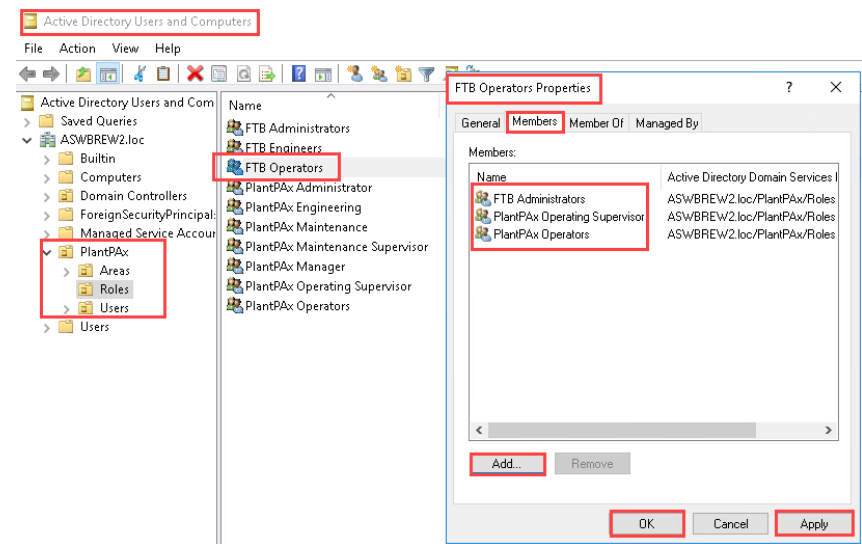 Active Directory Users and Computers
File Action View Help
Active Directory Users and Com
Saved Queries
ASWBREW2.loc
Builtin
Computers
Domain Controllers
ForeignSecurityPrincipal:
Managed Service Accour
PlantPAx
Areas
Roles
Users
Users
Name
FTB Administrators
FTB Engineers
FTB Operators
PlantPAx Administrator
PlantPAx Engineering
PlantPAx Maintenance
PlantPAx Maintenance Supervisor
PlantPAx Manager
PlantPAx Operating Supervisor
PlantPAx Operators
FTB Operators Properties ? X
General Members Member Of Managed By
Members:
Name Active Directory Domain Services
FTB Administrators ASWBREW2.loc/PlantPAx/Roles
PlantPAx Operating Supervisor ASWBREW2.loc/PlantPAx/Roles
PlantPAx Operators ASWBREW2.loc/PlantPAx/Roles
Add... Remove
OK Cancel Apply